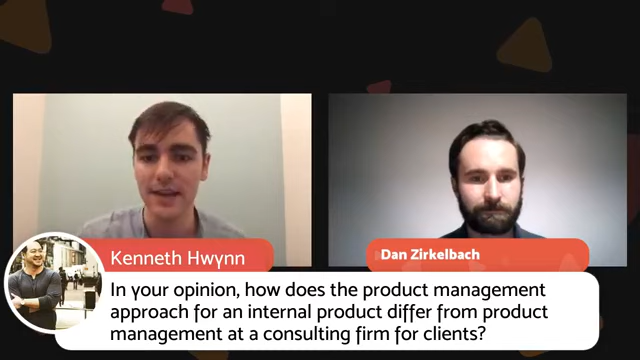 Kenneth Hwynn
Dan Zirkelbach
In your opinion, how does the product management
approach for an internal product differ from product
management at a consulting firm for clients?